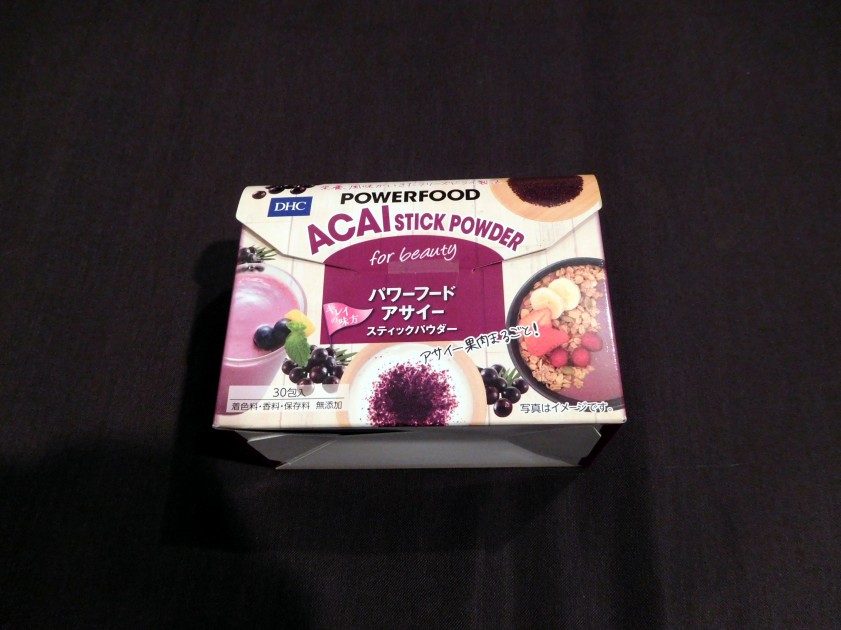 DHC
POWERFOOD
ACAI STICK POWDER
for beauty
パワーフード
アサイー
スティックパウダー
キレイ
の味方
アサイー果肉まるごと!
30包入
着色料・香料・保存料 無添加
写真はイメージです。